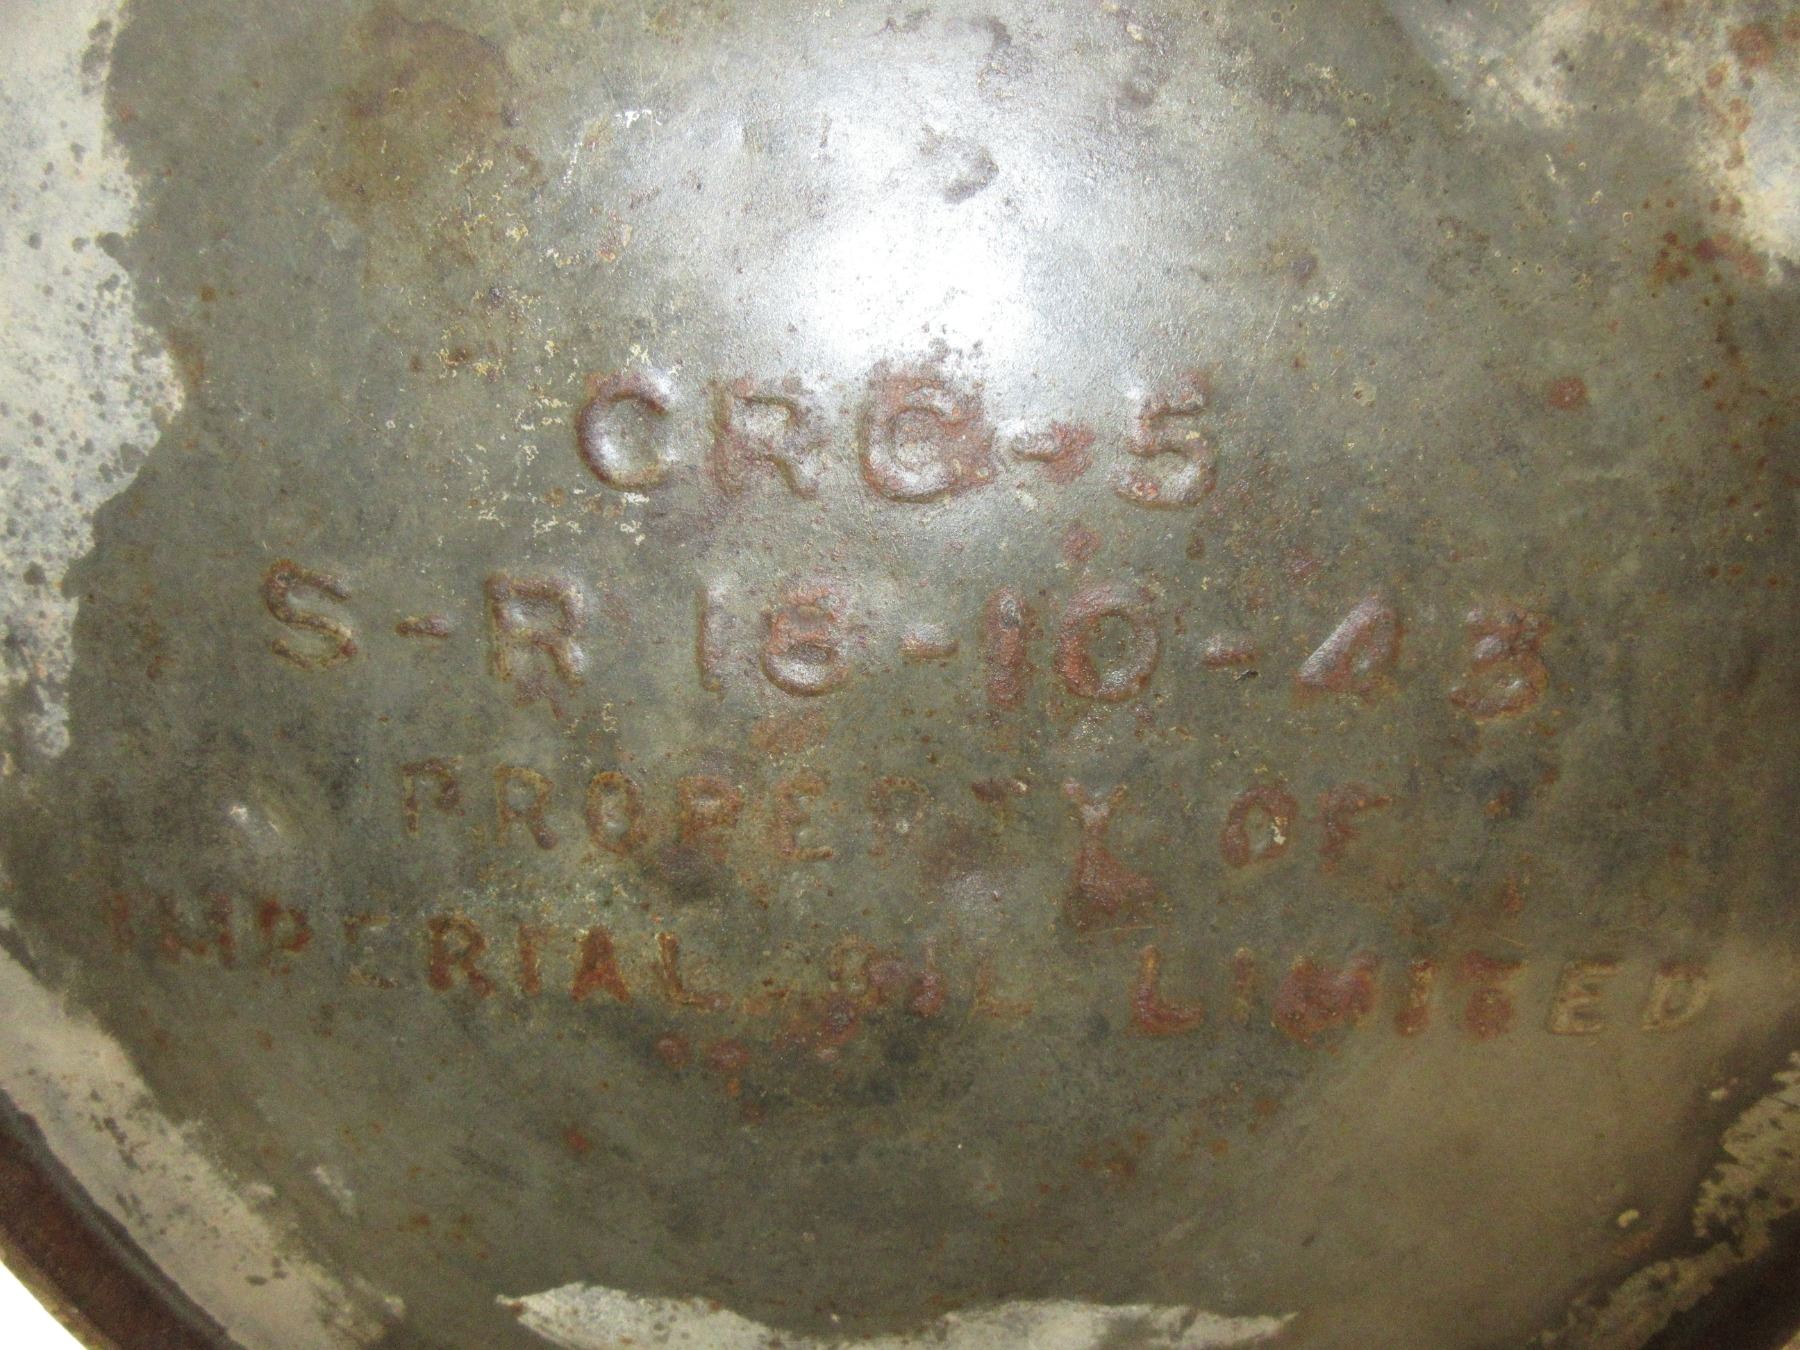 CRC-5
S-R 18-10-43
PROPERTY OF
IMPERIAL OIL LIMITED